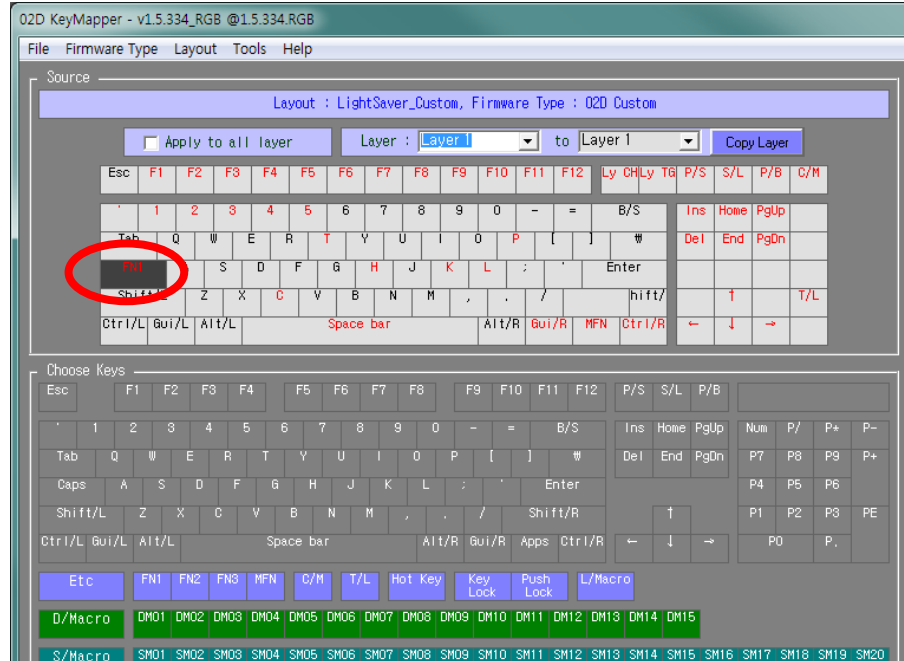 02D KeyMapper - v1.5.334_RGB @1.5.334.RGB
File Firmware Type Layout Tools Help
Source
Layout : LightSaver_Custom, Firmware Type : 02D Custom
Apply to all layer Layer : Layer 1 to Layer 1 Copy Layer
Esc F1 F2 F3 F4 F5 F6 F7 F8 F9 F10 F11 F12 Ly CH Ly TG P/S S/L P/B C/M
` 1 2 3 4 5 6 7 8 9 0 - = B/S Ins Home PgUp
Tab Q W E R T Y U I O P [ ] ₩ Del End PgDn
FN1 S D F G H J K L ; ' Enter
Shift/L Z X C V B N M , . / hift/ ↑ T/L
Ctrl/L Gui/L Alt/L Space bar Alt/R Gui/R MFN Ctrl/R ← ↓ →
Choose Keys
Esc F1 F2 F3 F4 F5 F6 F7 F8 F9 F10 F11 F12 P/S S/L P/B
` 1 2 3 4 5 6 7 8 9 0 - = B/S Ins Home PgUp Num P/ P* P-
Tab Q W E R T Y U I O P [ ] ₩ Del End PgDn P7 P8 P9 P+
Caps A S D F G H J K L ; ' Enter P4 P5 P6
Shift/L Z X C V B N M , . / Shift/R ↑ P1 P2 P3 PE
Ctrl/L Gui/L Alt/L Space bar Alt/R Gui/R Apps Ctrl/R ← ↓ → P0 P.
Etc FN1 FN2 FN3 MFN C/M T/L Hot Key Key Lock Push Lock L/Macro
D/Macro DM01 DM02 DM03 DM04 DM05 DM06 DM07 DM08 DM09 DM10 DM11 DM12 DM13 DM14 DM15
S/Macro SM01 SM02 SM03 SM04 SM05 SM06 SM07 SM08 SM09 SM10 SM11 SM12 SM13 SM14 SM15 SM16 SM17 SM18 SM19 SM20